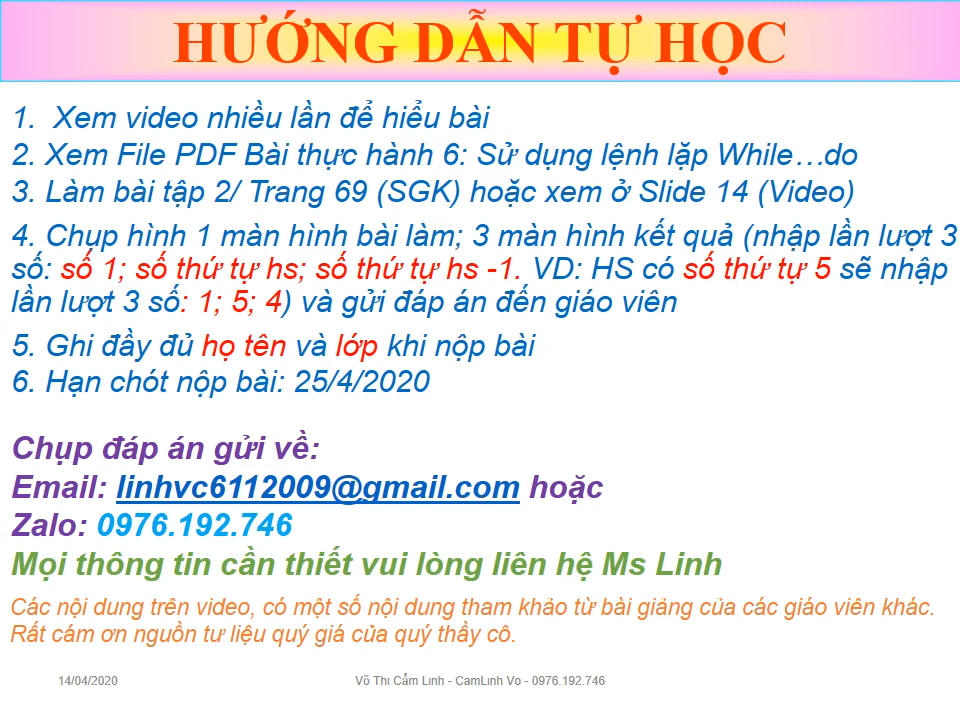 HƯỚNG DẪN TỰ HỌC
1. Xem video nhiều lần để hiểu bài
2. Xem File PDF Bài thực hành 6: Sử dụng lệnh lặp While…do
3. Làm bài tập 2/ Trang 69 (SGK) hoặc xem ở Slide 14 (Video)
4. Chụp hình 1 màn hình bài làm; 3 màn hình kết quả (nhập lần lượt 3
số: số 1; số thứ tự hs; số thứ tự hs -1. VD: HS có số thứ tự 5 sẽ nhập
lần lượt 3 số: 1; 5; 4) và gửi đáp án đến giáo viên
5. Ghi đầy đủ họ tên và lớp khi nộp bài
6. Hạn chót nộp bài: 25/4/2020
Chụp đáp án gửi về:
Email: linhvc6112009@gmail.com hoặc
Zalo: 0976.192.746
Mọi thông tin cần thiết vui lòng liên hệ Ms Linh
Các nội dung trên video, có một số nội dung tham khảo từ bài giảng của các giáo viên khác.
Rất cám ơn nguồn tư liệu quý giá của quý thầy cô.
14/04/2020
Võ Thị Cẩm Linh - CamLinh Vo - 0976.192.746